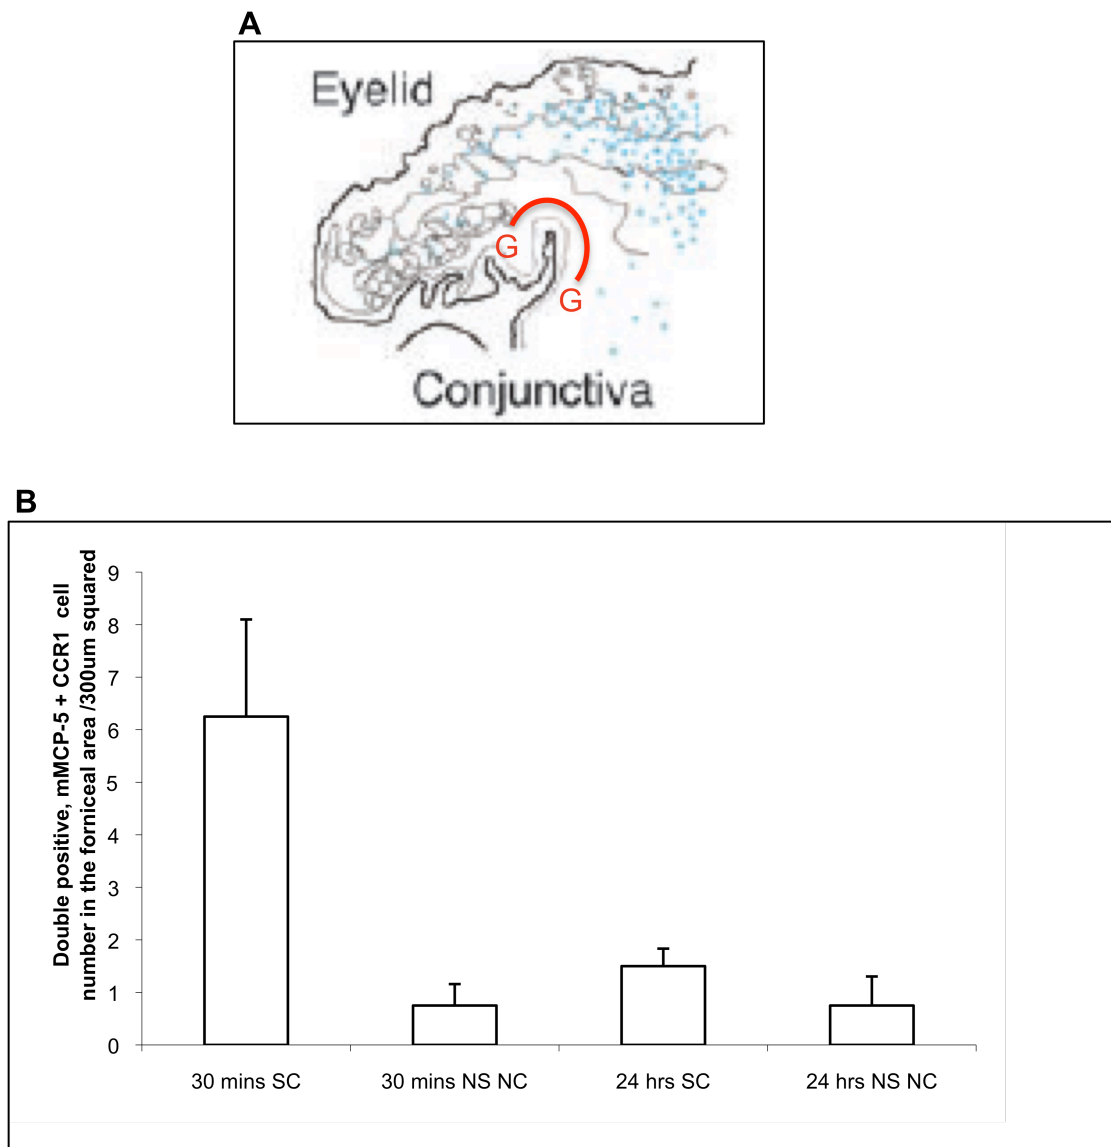 A
Eyelid
G
G
Conjunctiva
B
Double positive, mMCP-5 + CCR1 cell
number in the forniceal area /300um squared
9
8
7
6
5
4
3
2
1
0
30 mins SC
30 mins NS NC
24 hrs SC
24 hrs NS NC